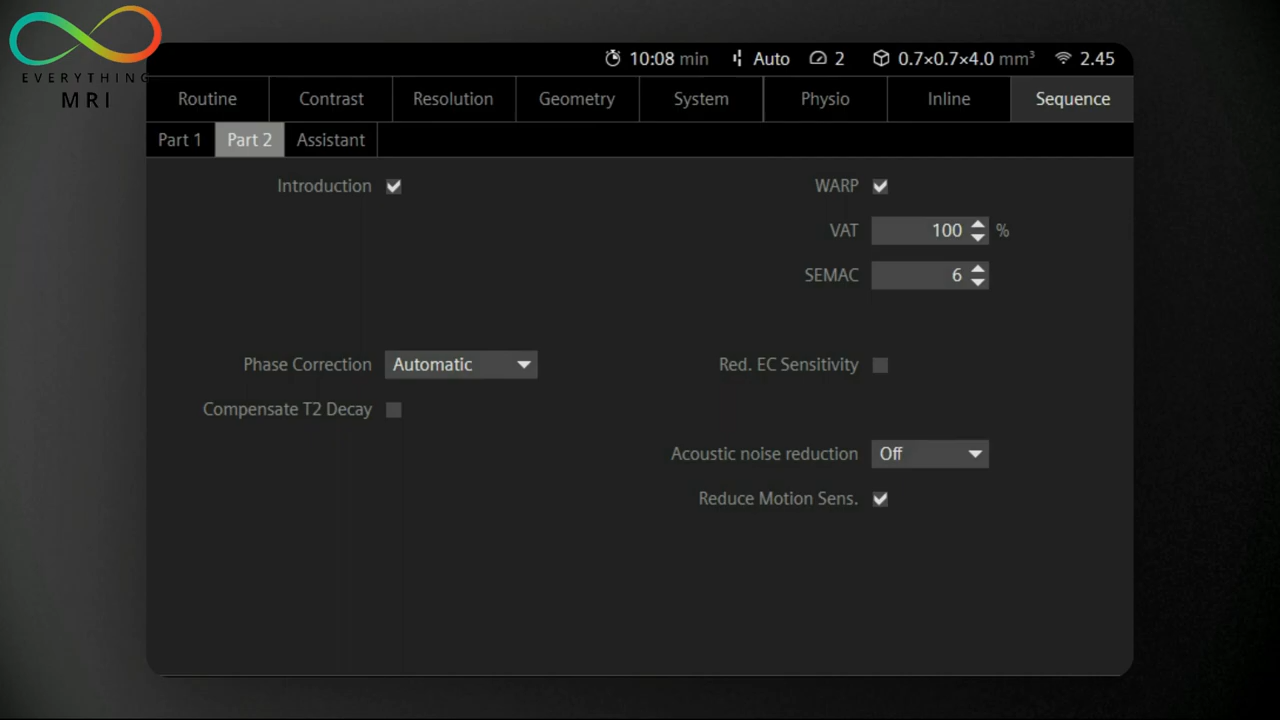 EVERYTHING
MRI
10:08 min Auto 2 0.7×0.7×4.0 mm³ 2.45
Routine Contrast Resolution Geometry System Physio Inline Sequence
Part 1 Part 2 Assistant
Introduction WARP
VAT 100 %
SEMAC 6
Phase Correction Automatic Red. EC Sensitivity
Compensate T2 Decay
Acoustic noise reduction Off
Reduce Motion Sens.